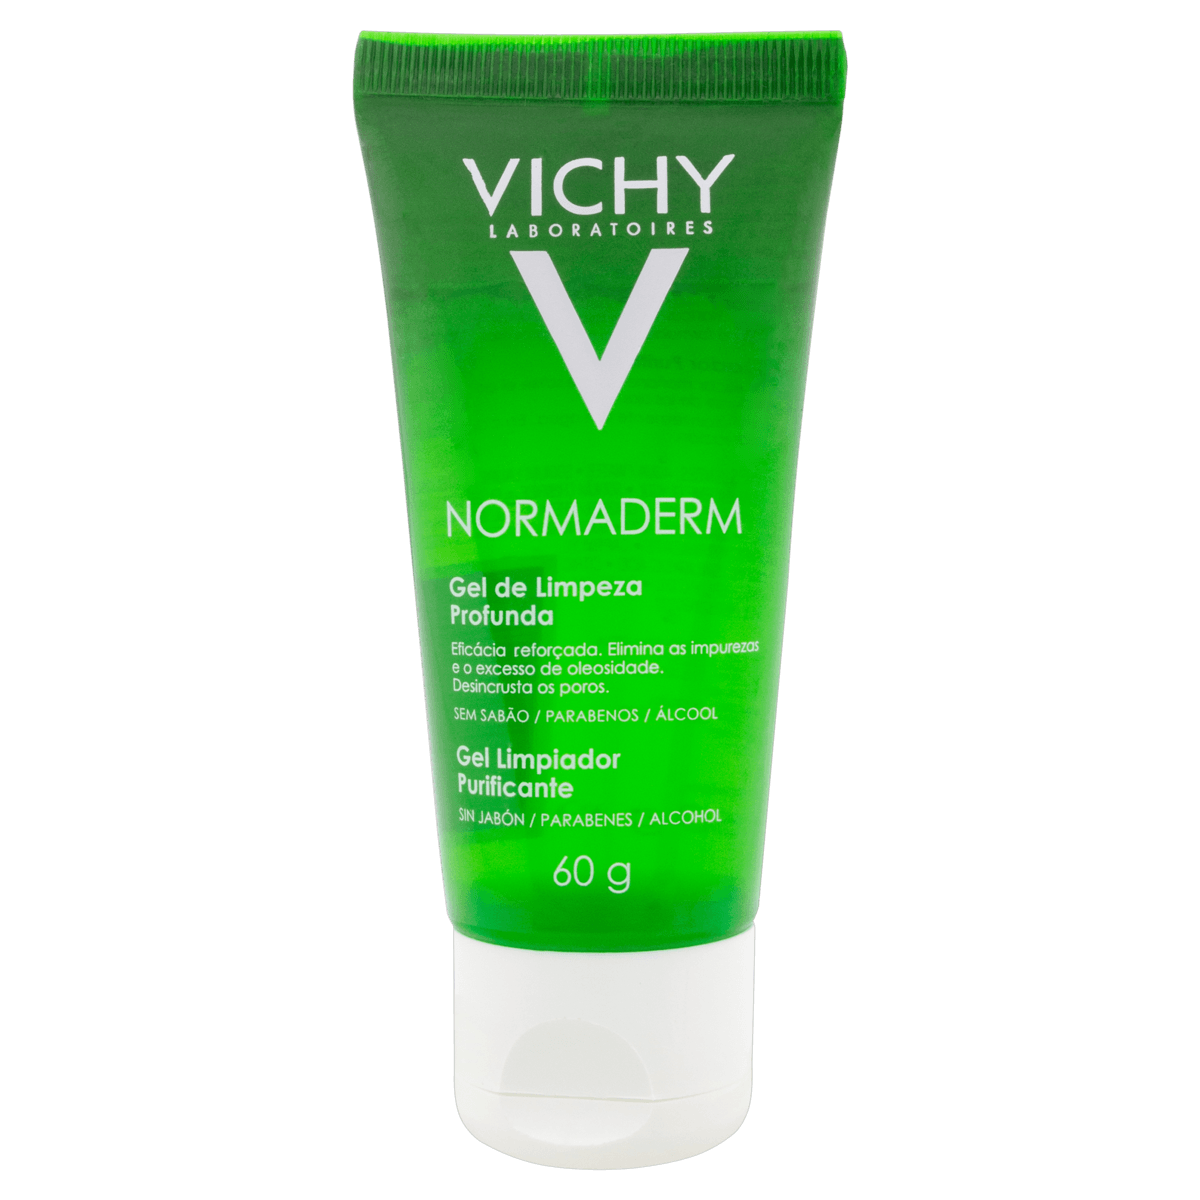 VICHY
LABORATOIRES
V
NORMADERM
Gel de Limpeza
Profunda
Eficácia reforçada. Elimina as impurezas
e o excesso de oleosidade.
Desincrusta os poros.
SEM SABÃO / PARABENOS / ÁLCOOL
Gel Limpiador
Purificante
SIN JABÓN / PARABENES / ALCOHOL
60 g